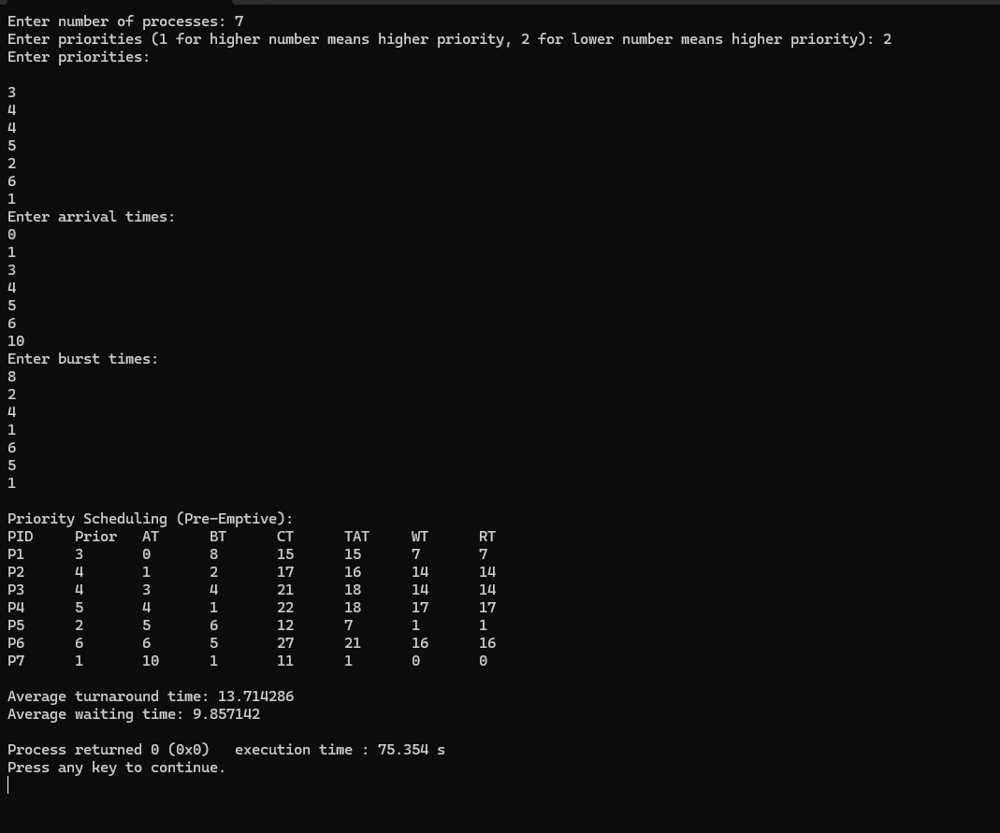 Enter number of processes: 7
Enter priorities (1 for higher number means higher priority, 2 for lower number means higher priority): 2
Enter priorities:
3
4
4
5
2
6
1
Enter arrival times:
0
1
3
4
5
6
10
Enter burst times:
8
2
4
1
6
5
1
Priority Scheduling (Pre-Emptive):
PID Prior AT BT CT TAT WT RT
P1 3 0 8 15 15 7 7
P2 4 1 2 17 16 14 14
P3 4 3 4 21 18 14 14
P4 5 4 1 22 18 17 17
P5 2 5 6 12 7 1 1
P6 6 6 5 27 21 16 16
P7 1 10 1 11 1 0 0
Average turnaround time: 13.714286
Average waiting time: 9.857142
Process returned 0 (0x0) execution time : 75.354 s
Press any key to continue.